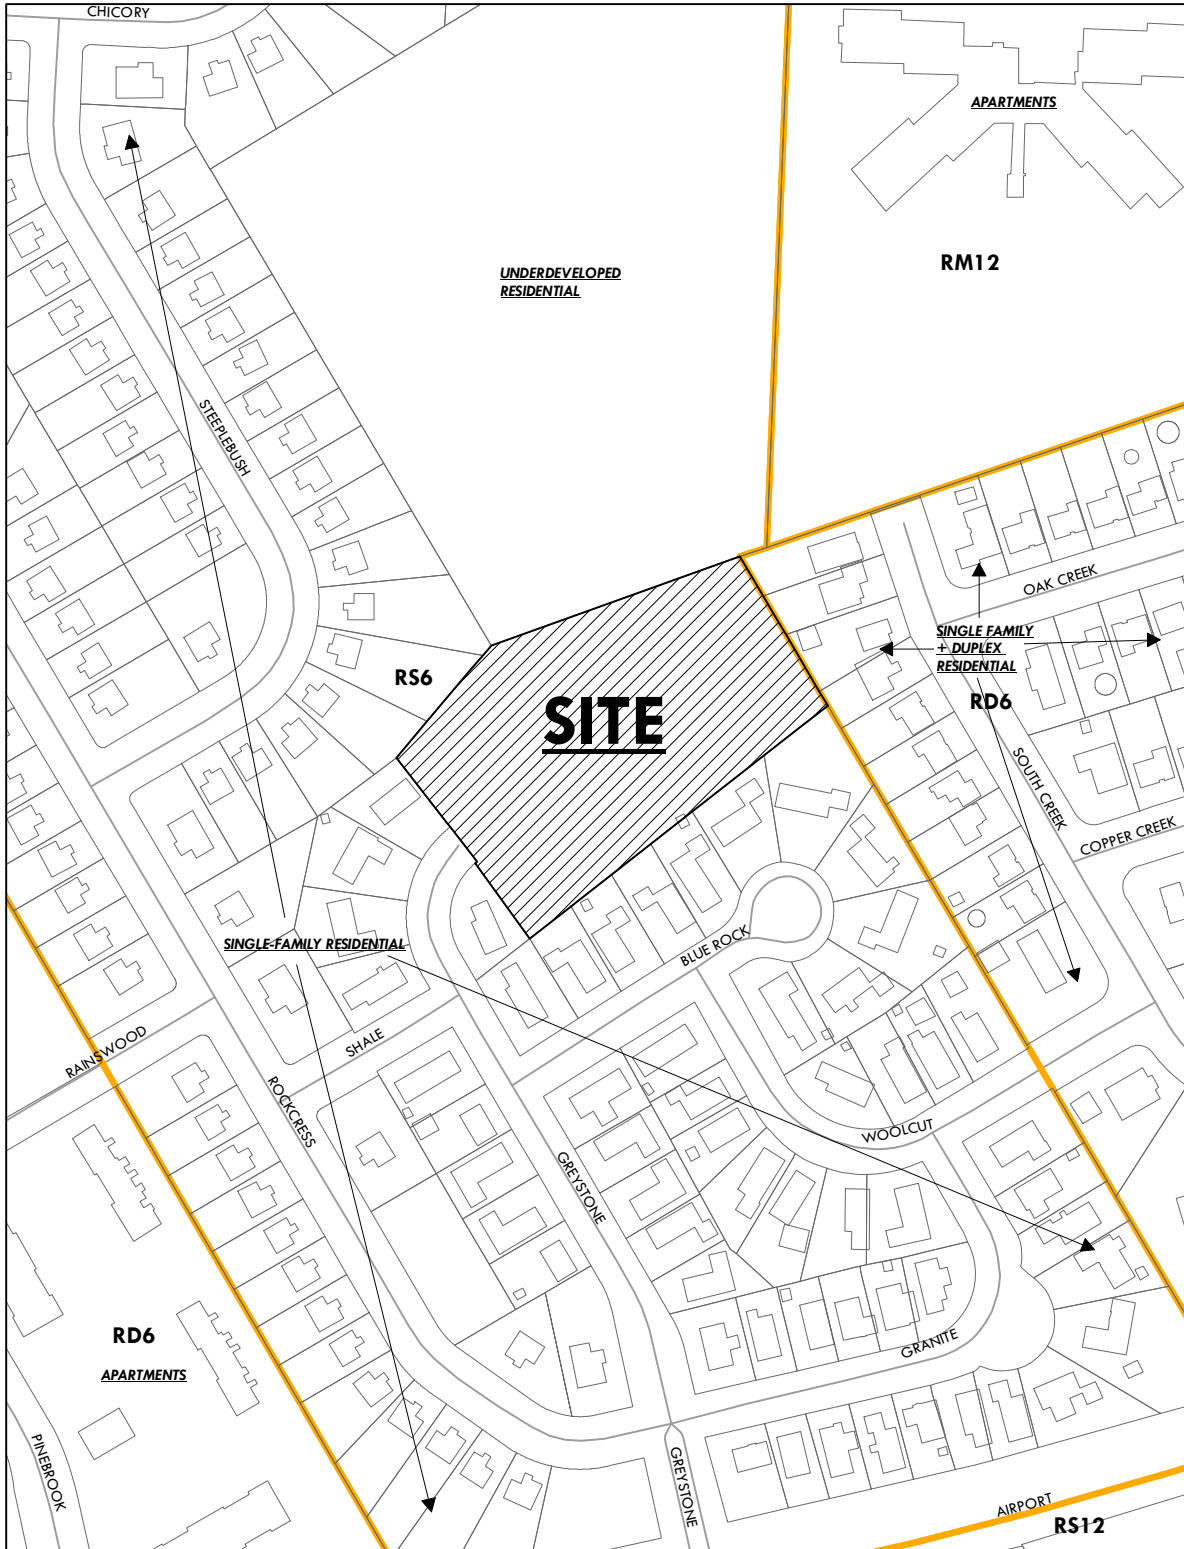 CHICORY
APARTMENTS
RM12
UNDERDEVELOPED
RESIDENTIAL
STEEPLEBUSH
OAK CREEK
SINGLE FAMILY
+ DUPLEX
RESIDENTIAL
RS6
RD6
SITE
SOUTH CREEK
COPPER CREEK
SINGLE-FAMILY RESIDENTIAL
BLUE ROCK
RAINSWOOD
SHALE
ROCKCRESS
WOOLCUT
GREYSTONE
RD6
APARTMENTS
GRANITE
PINEBROOK
GREYSTONE
AIRPORT
RS12